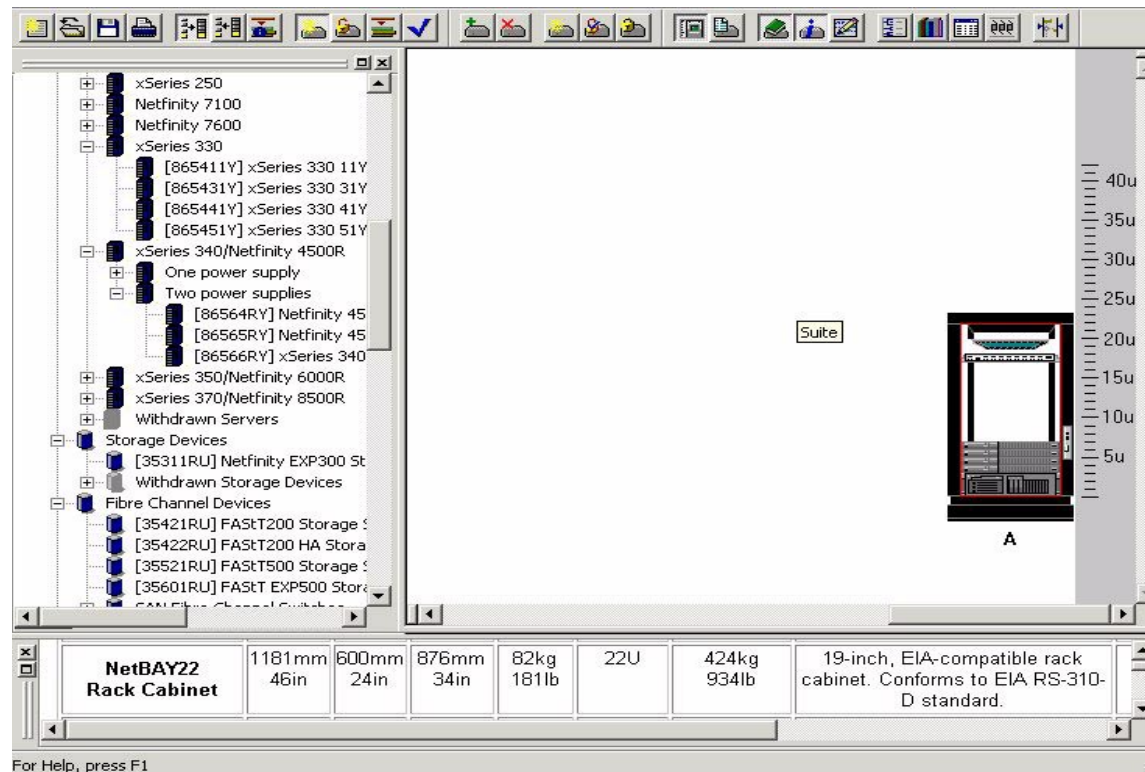 xSeries 250
Netfinity 7100
Netfinity 7600
xSeries 330
[865411Y] xSeries 330 11Y
[865431Y] xSeries 330 31Y
[865441Y] xSeries 330 41Y
[865451Y] xSeries 330 51Y
xSeries 340/Netfinity 4500R
One power supply
Two power supplies
[86564RY] Netfinity 45
[86565RY] Netfinity 45
[86566RY] xSeries 340
xSeries 350/Netfinity 6000R
xSeries 370/Netfinity 8500R
Withdrawn Servers
Storage Devices
[35311RU] Netfinity EXP300 St
Withdrawn Storage Devices
Fibre Channel Devices
[35421RU] FAStT200 Storage S
[35422RU] FAStT200 HA Stora
[35521RU] FAStT500 Storage S
[35601RU] FAStT EXP500 Stora
SAN Fibre Channel Switches
Suite
40u
35u
30u
25u
20u
15u
10u
5u
A
NetBAY22 Rack Cabinet
1181mm 46in
600mm 24in
876mm 34in
82kg 181lb
22U
424kg 934lb
19-inch, EIA-compatible rack
cabinet. Conforms to EIA RS-310-
D standard.
For Help, press F1